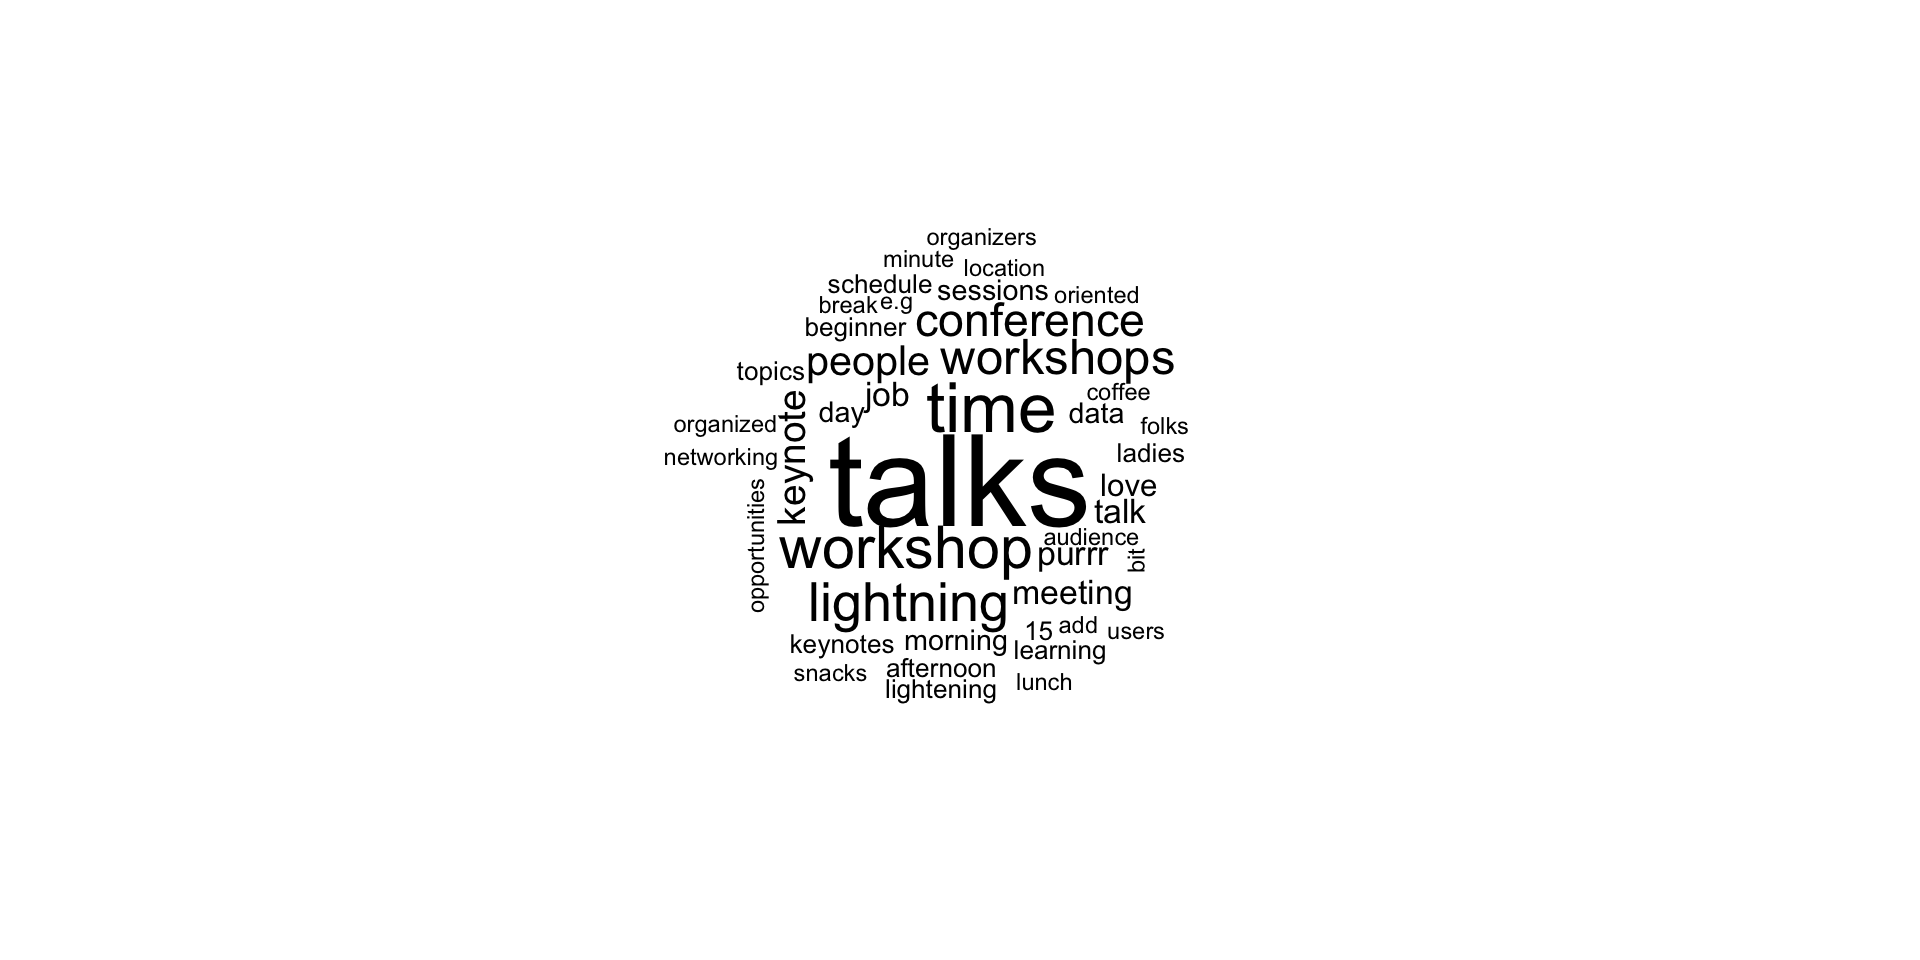 organizers
minute
location
schedule
sessions
oriented
break
e.g
beginner
conference
people
workshops
topics
job
time
coffee
day
data
keynote
organized
folks
networking
talks
ladies
love
talk
opportunities
workshop
audience
purrr
bit
lightning
meeting
15
add
users
keynotes
morning
learning
snacks
afternoon
lightening
lunch